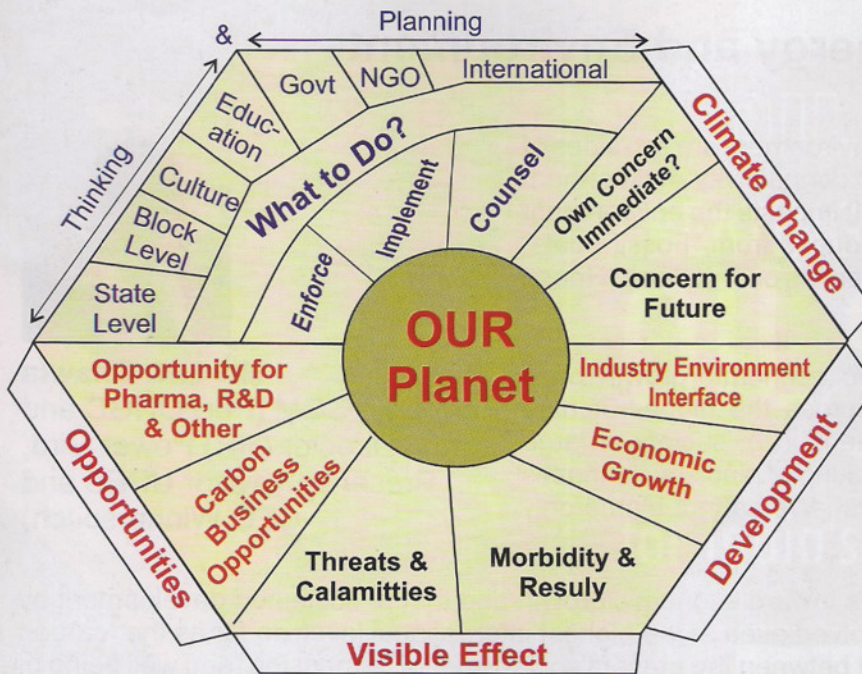 & Planning
Thinking
Govt
NGO
International
Educ-
ation
Culture
Block
Level
State
Level
What to Do?
Enforce
Implement
Counsel
Own Concern
Immediate?
Concern for
Future
Climate Change
OUR
Planet
Industry Environment
Interface
Economic
Growth
Development
Morbidity &
Resuly
Threats &
Calamitties
Visible Effect
Carbon
Business
Opportunities
Opportunity for
Pharma, R&D
& Other
Opportunities